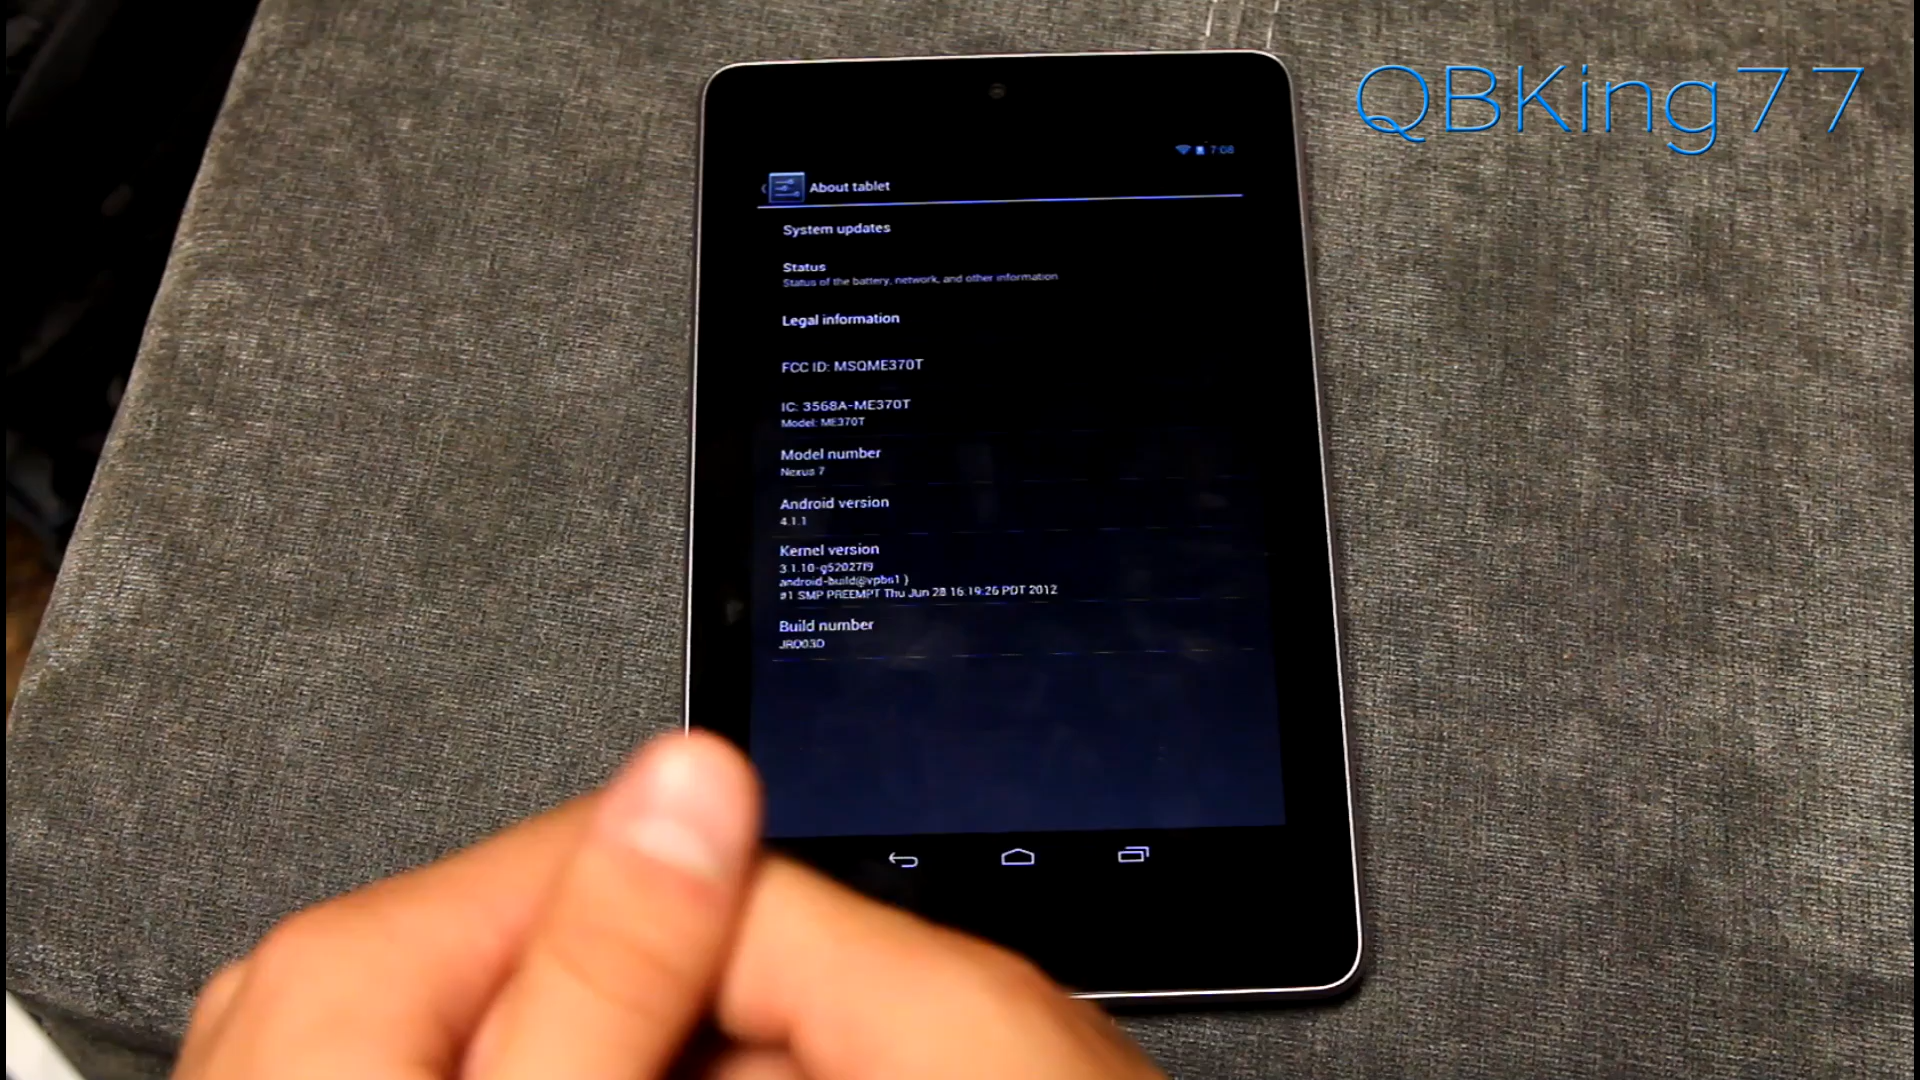 QBKing77
7:08
About tablet
System updates
Status
Status of the battery, network, and other information
Legal information
FCC ID: MSQME370T
IC: 3568A-ME370T
Model: ME370T
Model number
Nexus 7
Android version
4.1.1
Kernel version
3.1.10-g52027f9
android-build@vpbs1 )
#1 SMP PREEMPT Thu Jun 28 16:19:26 PDT 2012
Build number
JRO03D